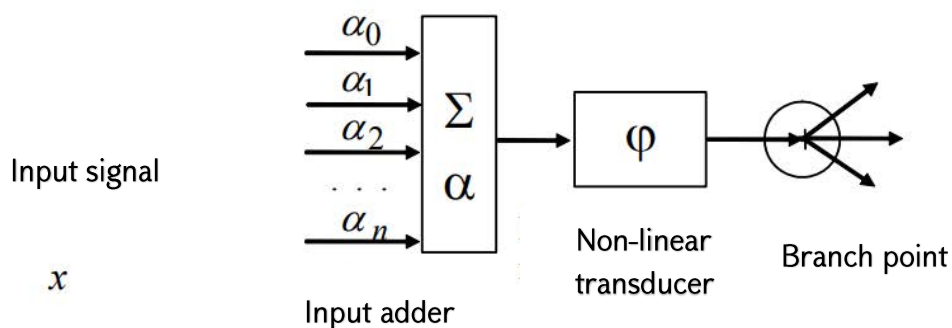 α₀
α₁
α₂
. . .
αₙ
Σ
α
φ
Input signal
x
Input adder
Non-linear
transducer
Branch point